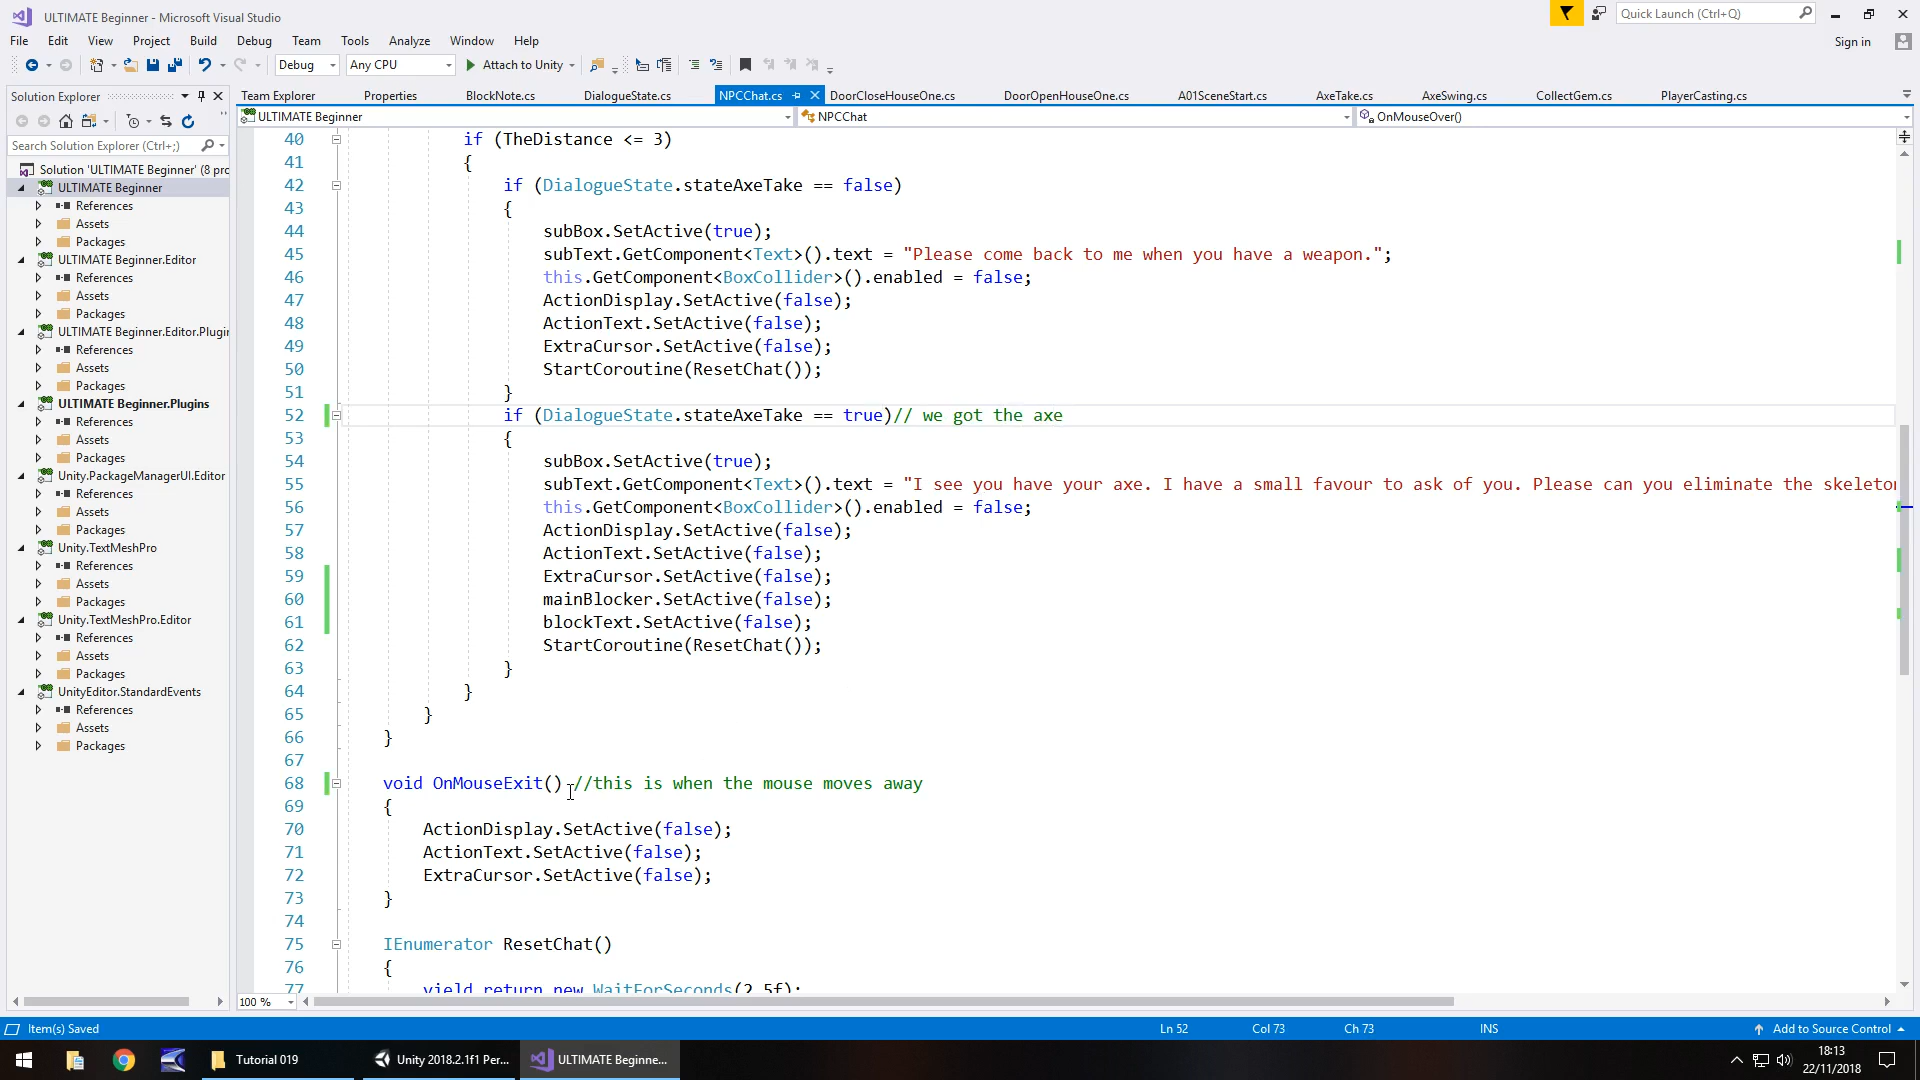 ULTIMATE Beginner - Microsoft Visual Studio
Quick Launch (Ctrl+Q)
File Edit View Project Build Debug Team Tools Analyze Window Help
Sign in
Debug Any CPU Attach to Unity
Solution Explorer
Team Explorer Properties BlockNote.cs DialogueState.cs NPCChat.cs DoorCloseHouseOne.cs DoorOpenHouseOne.cs A01SceneStart.cs AxeTake.cs AxeSwing.cs CollectGem.cs PlayerCasting.cs
ULTIMATE Beginner NPCChat OnMouseOver()
Search Solution Explorer (Ctrl+;)
Solution 'ULTIMATE Beginner' (8 pro
ULTIMATE Beginner
References
Assets
Packages
ULTIMATE Beginner.Editor
References
Assets
Packages
ULTIMATE Beginner.Editor.Plugin
References
Assets
Packages
ULTIMATE Beginner.Plugins
References
Assets
Packages
Unity.PackageManagerUI.Editor
References
Assets
Packages
Unity.TextMeshPro
References
Assets
Packages
Unity.TextMeshPro.Editor
References
Assets
Packages
UnityEditor.StandardEvents
References
Assets
Packages
40 if (TheDistance <= 3)
41 {
42 if (DialogueState.stateAxeTake == false)
43 {
44 subBox.SetActive(true);
45 subText.GetComponent<Text>().text = "Please come back to me when you have a weapon.";
46 this.GetComponent<BoxCollider>().enabled = false;
47 ActionDisplay.SetActive(false);
48 ActionText.SetActive(false);
49 ExtraCursor.SetActive(false);
50 StartCoroutine(ResetChat());
51 }
52 if (DialogueState.stateAxeTake == true)// we got the axe
53 {
54 subBox.SetActive(true);
55 subText.GetComponent<Text>().text = "I see you have your axe. I have a small favour to ask of you. Please can you eliminate the skeleton
56 this.GetComponent<BoxCollider>().enabled = false;
57 ActionDisplay.SetActive(false);
58 ActionText.SetActive(false);
59 ExtraCursor.SetActive(false);
60 mainBlocker.SetActive(false);
61 blockText.SetActive(false);
62 StartCoroutine(ResetChat());
63 }
64 }
65 }
66 }
67
68 void OnMouseExit() //this is when the mouse moves away
69 {
70 ActionDisplay.SetActive(false);
71 ActionText.SetActive(false);
72 ExtraCursor.SetActive(false);
73 }
74
75 IEnumerator ResetChat()
76 {
77 yield return new WaitForSeconds(2.5f);
100 %
Item(s) Saved Ln 52 Col 73 Ch 73 INS Add to Source Control
Tutorial 019 Unity 2018.2.1f1 Per... ULTIMATE Beginne...
18:13
22/11/2018